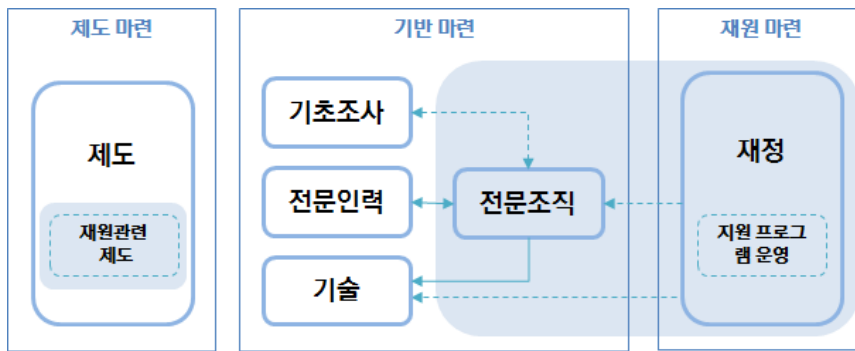 제도 마련
기반 마련
재원 마련
제도
재원관련
제도
기초조사
전문인력
기술
전문조직
재정
지원 프로그
램 운영